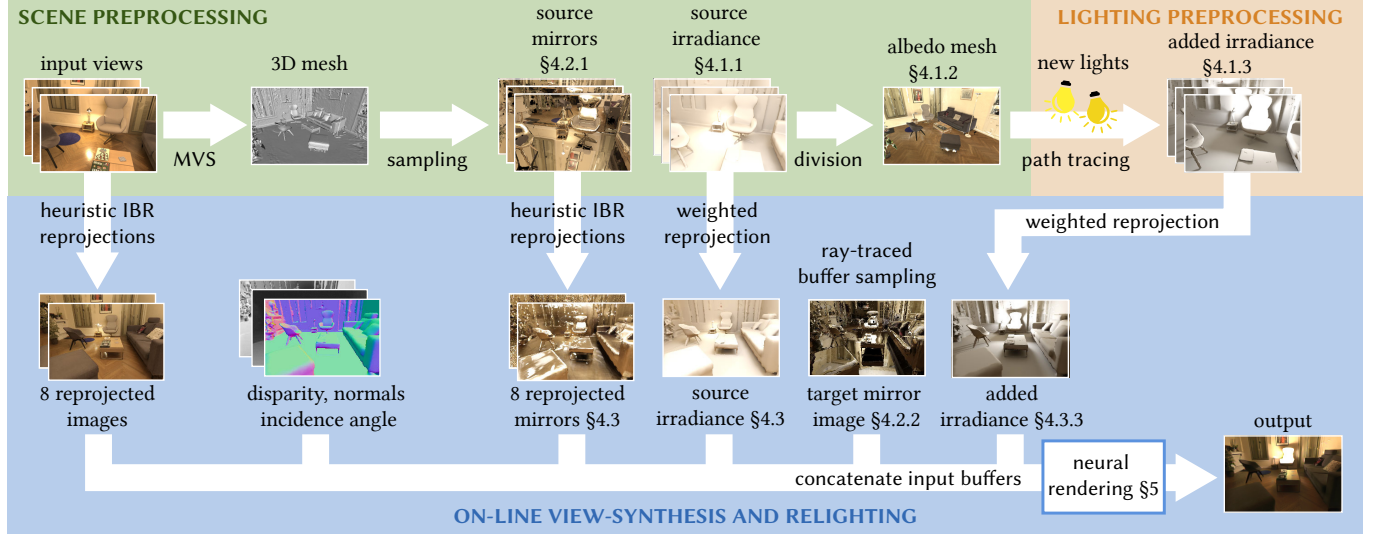 SCENE PREPROCESSING
LIGHTING PREPROCESSING
input views
3D mesh
source
mirrors
§4.2.1
source
irradiance
§4.1.1
albedo mesh
§4.1.2
new lights
added irradiance
§4.1.3
MVS
sampling
division
path tracing
heuristic IBR
reprojections
heuristic IBR
reprojections
weighted
reprojection
ray-traced
buffer sampling
weighted reprojection
8 reprojected
images
disparity, normals
incidence angle
8 reprojected
mirrors §4.3
source
irradiance §4.3
target mirror
image §4.2.2
added
irradiance §4.3.3
output
concatenate input buffers
neural
rendering §5
ON-LINE VIEW-SYNTHESIS AND RELIGHTING